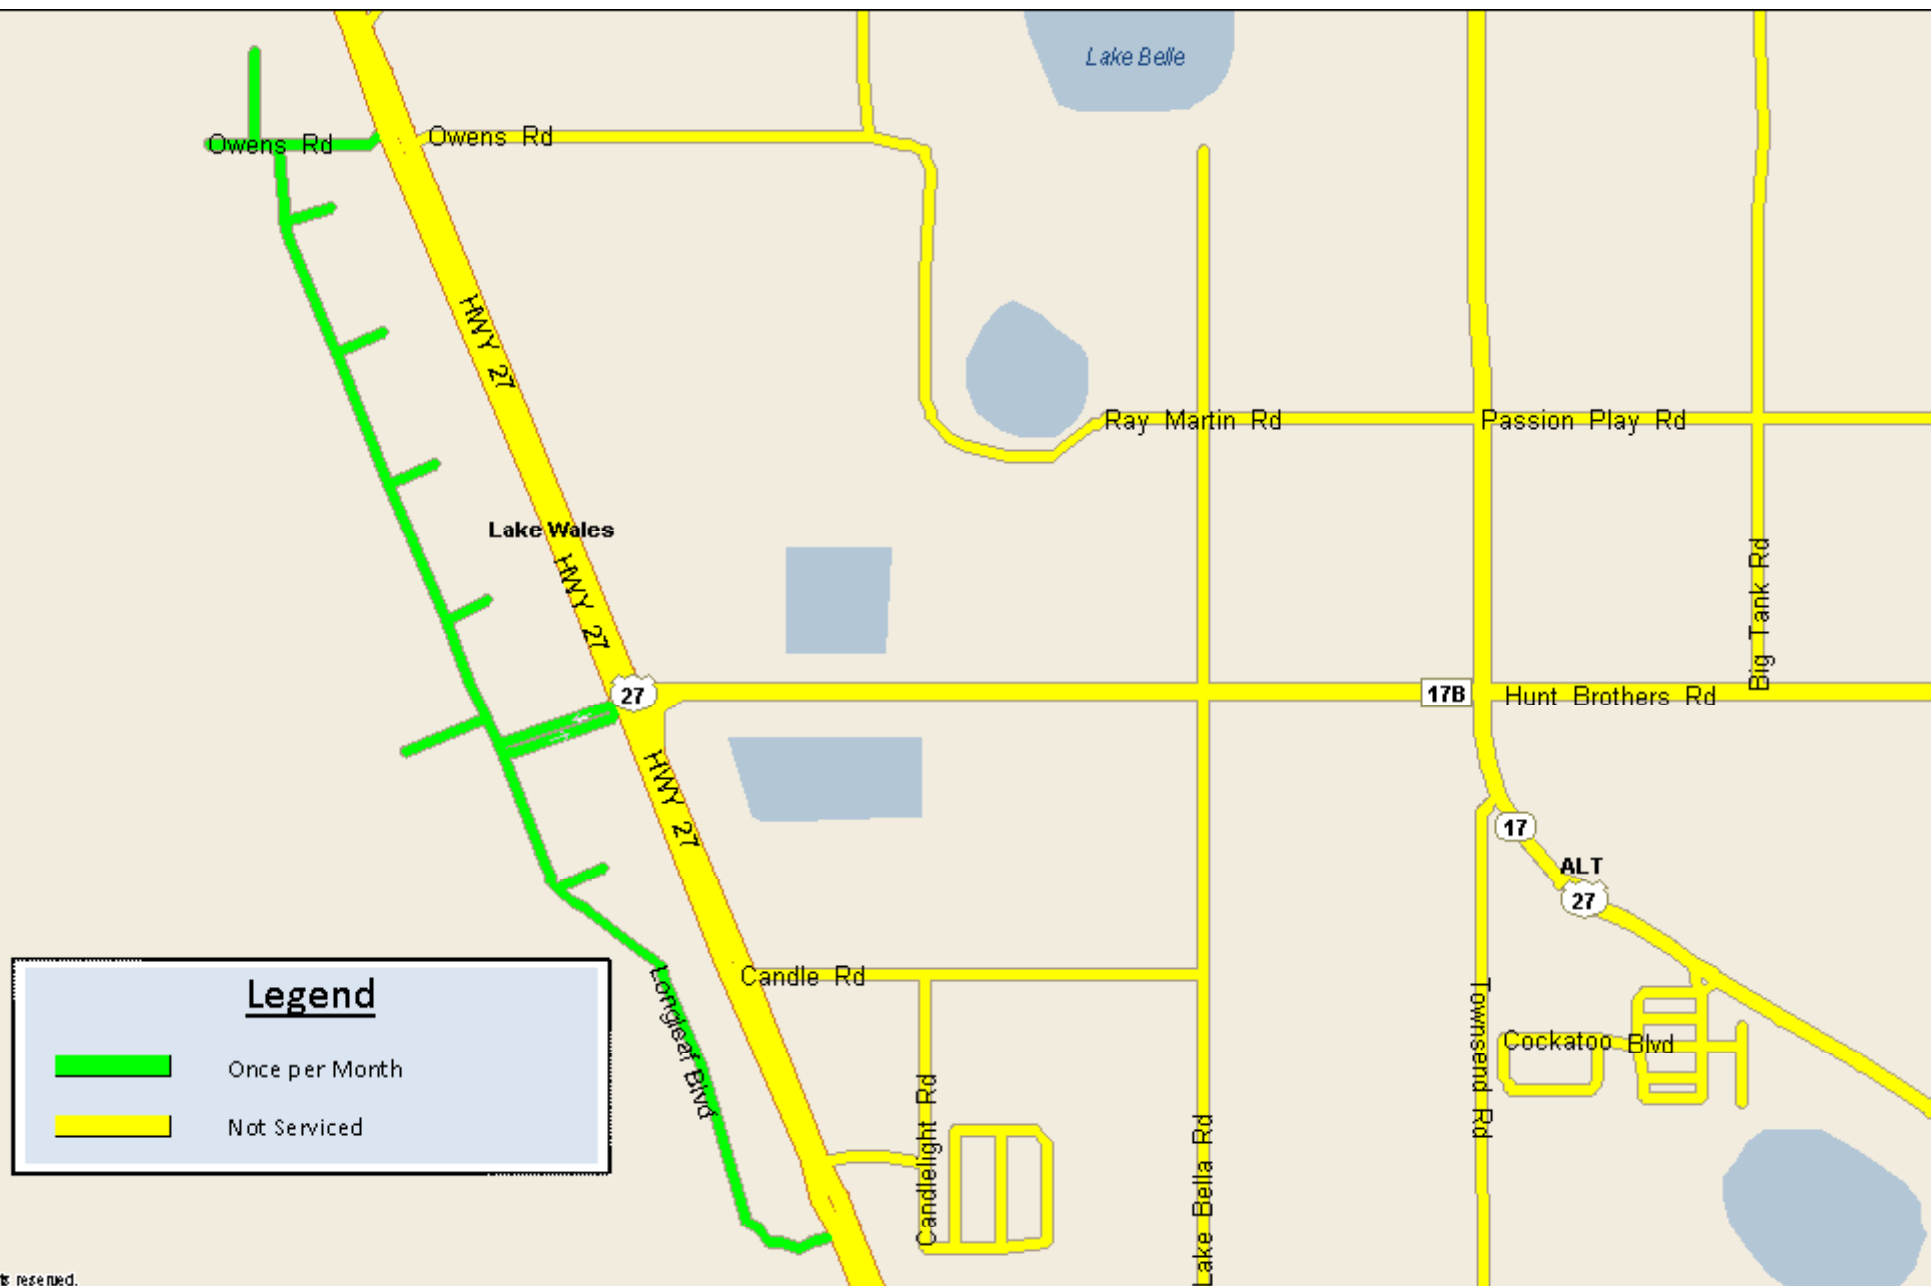 Lake Belle
Owens Rd
Owens Rd
HWY 27
Ray Martin Rd
Passion Play Rd
Lake Wales
HWY 27
Big Tank Rd
27
17B
Hunt Brothers Rd
HWY 27
17
ALT
27
Candle Rd
Longleaf Blvd
Townsend Rd
Cockatoo Blvd
Candlelight Rd
Lake Bella Rd
Legend
Once per Month
Not Serviced
reserved.